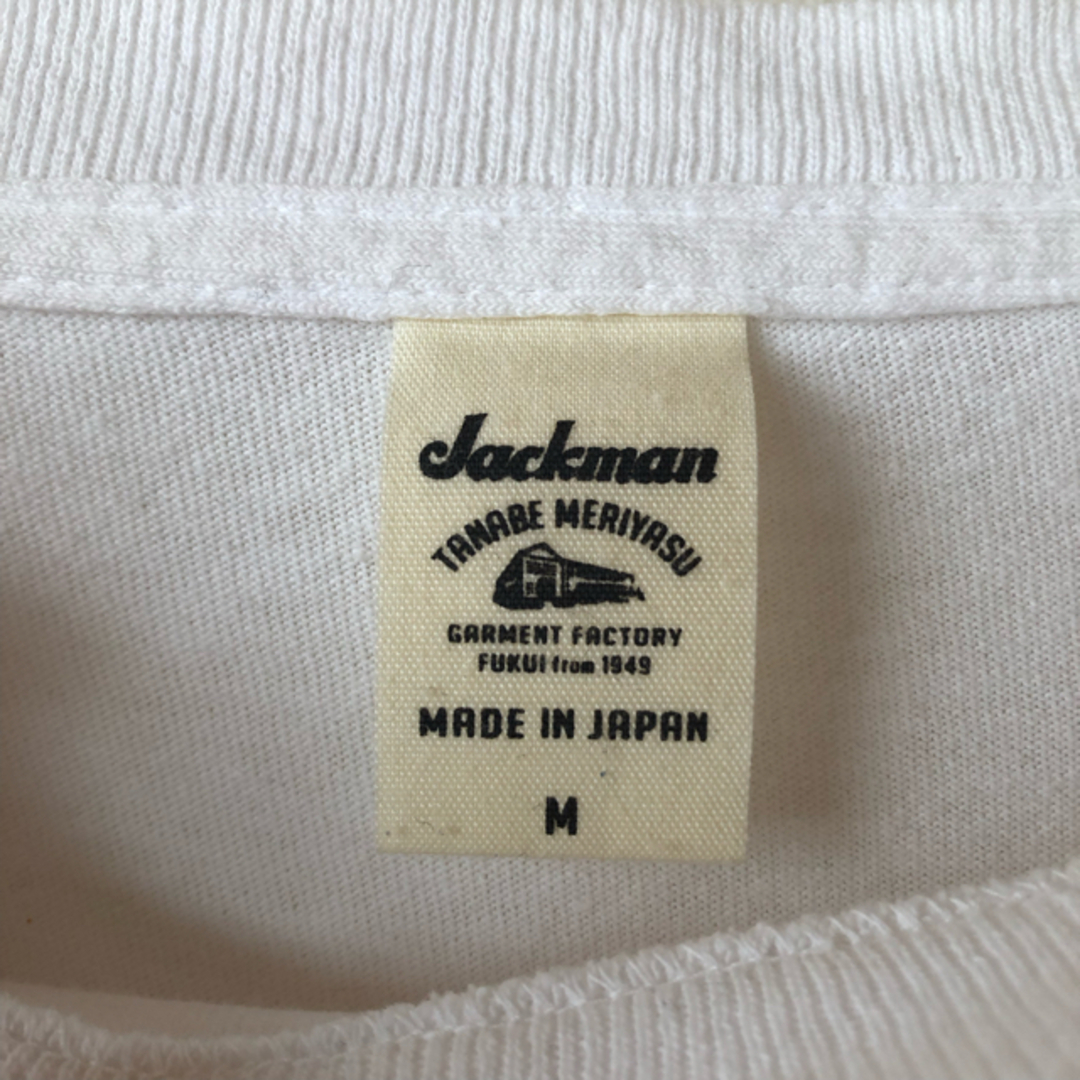 Jackman
TANABE MERIYASU
GARMENT FACTORY
FUKUI from 1949
MADE IN JAPAN
M